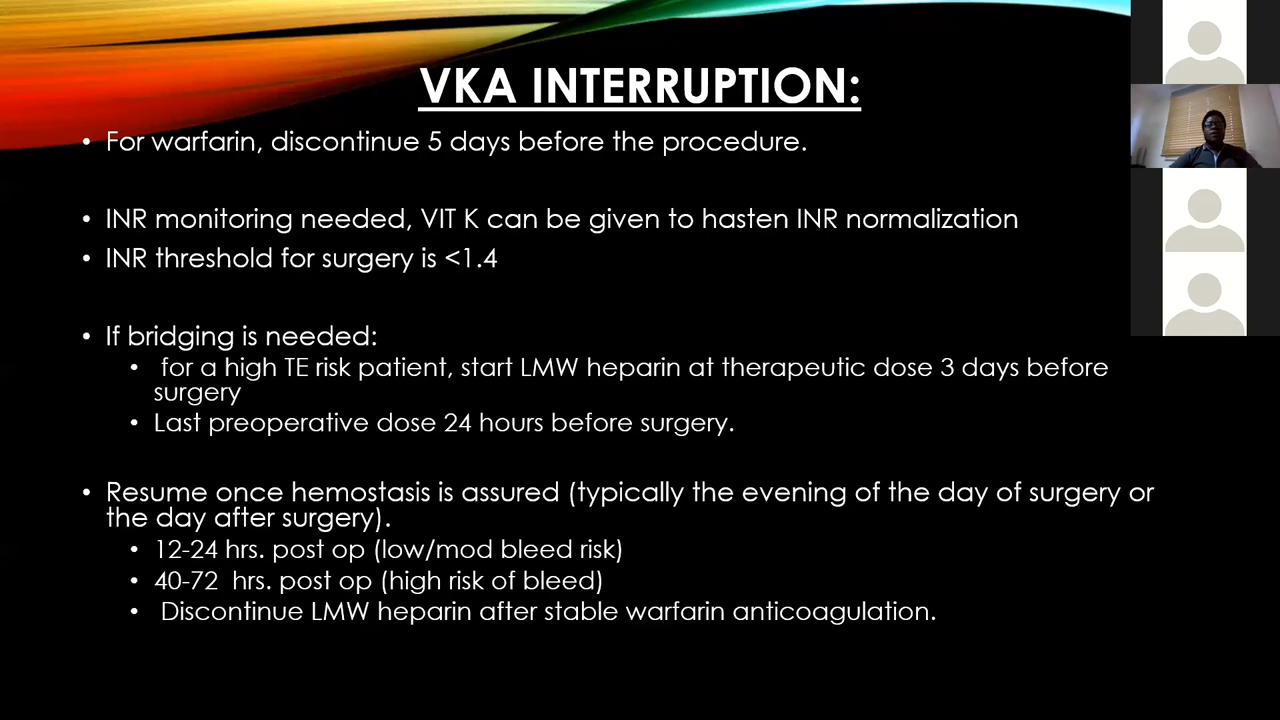 VKA INTERRUPTION:
• For warfarin, discontinue 5 days before the procedure.
• INR monitoring needed, VIT K can be given to hasten INR normalization
• INR threshold for surgery is <1.4
• If bridging is needed:
• for a high TE risk patient, start LMW heparin at therapeutic dose 3 days before
surgery
• Last preoperative dose 24 hours before surgery.
• Resume once hemostasis is assured (typically the evening of the day of surgery or
the day after surgery).
• 12-24 hrs. post op (low/mod bleed risk)
• 40-72 hrs. post op (high risk of bleed)
• Discontinue LMW heparin after stable warfarin anticoagulation.